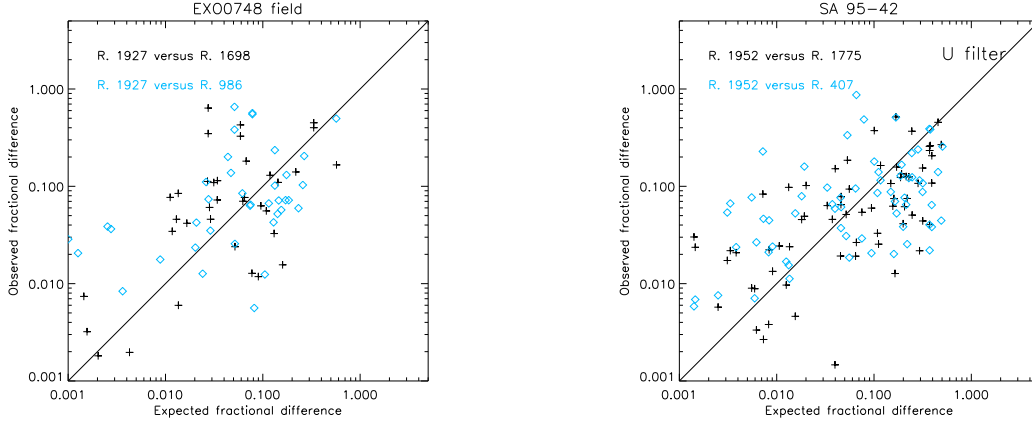 EXO0748 field
R. 1927 versus R. 1698
R. 1927 versus R. 986
Observed fractional difference
1.000
0.100
0.010
0.001
0.001
0.010
0.100
1.000
Expected fractional difference
SA 95-42
R. 1952 versus R. 1775
U filter
R. 1952 versus R. 407
Observed fractional difference
1.000
0.100
0.010
0.001
0.001
0.010
0.100
1.000
Expected fractional difference